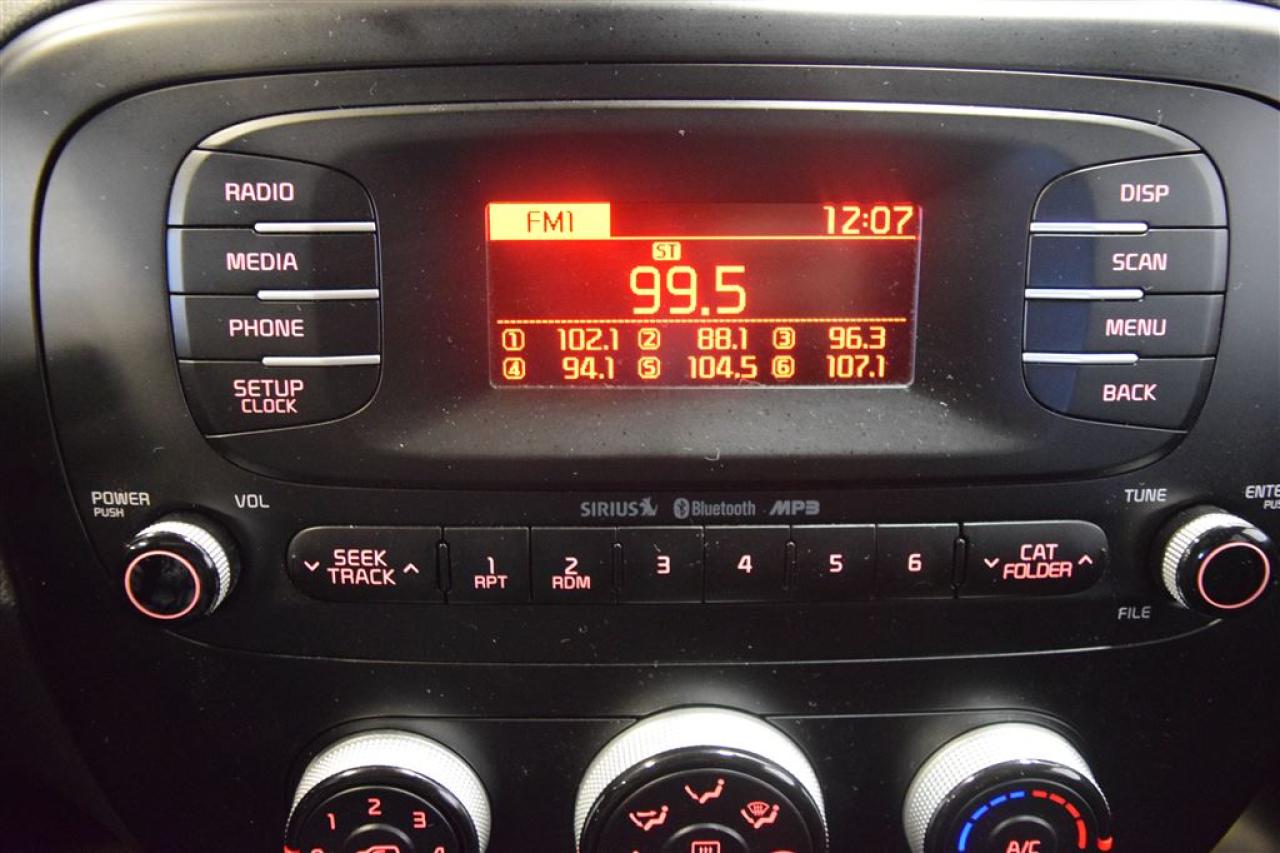 RADIO
MEDIA
PHONE
SETUP
CLOCK
FM1 12:07
ST
99.5
1 102.1 2 88.1 3 96.3
4 94.1 5 104.5 6 107.1
DISP
SCAN
MENU
BACK
POWER
PUSH
VOL
SIRIUS Bluetooth MP3
TUNE
SEEK
TRACK
1
RPT
2
RDM
3
4
5
6
CAT
FOLDER
FILE
1 2 3
A/C